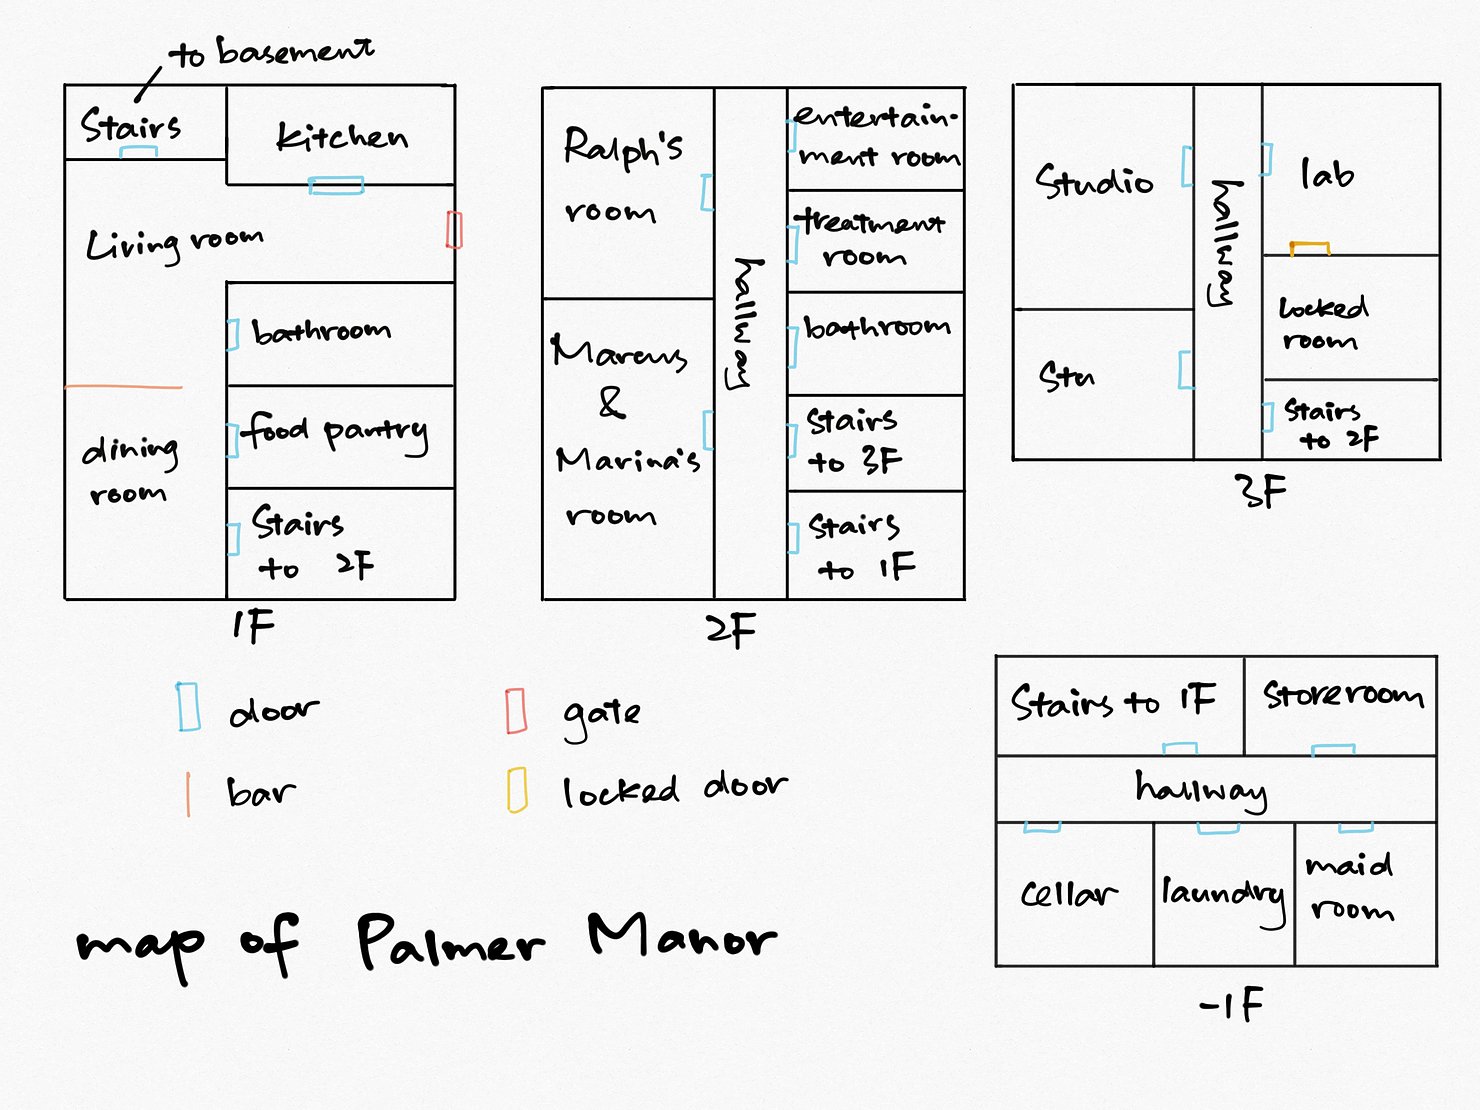 to basement
Stairs
kitchen
Living room
bathroom
dining
room
food pantry
Stairs
to 2F
1F
Ralph's
room
Marcus
&
Marina's
room
hallway
entertain-
ment room
treatment
room
bathroom
Stairs
to 3F
Stairs
to 1F
2F
Studio
Stu
hallway
lab
locked
room
Stairs
to 2F
3F
door
gate
bar
locked door
Stairs to 1F
storeroom
hallway
cellar
laundry
maid
room
-1F
map of Palmer Manor